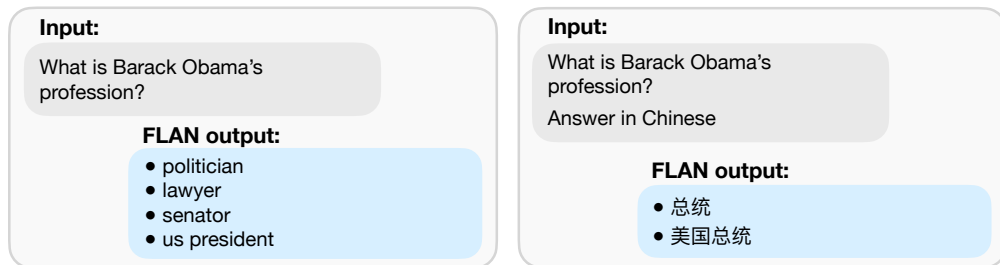 Input:
What is Barack Obama's
profession?
FLAN output:
• politician
• lawyer
• senator
• us president
Input:
What is Barack Obama's
profession?
Answer in Chinese
FLAN output:
• 总统
• 美国总统